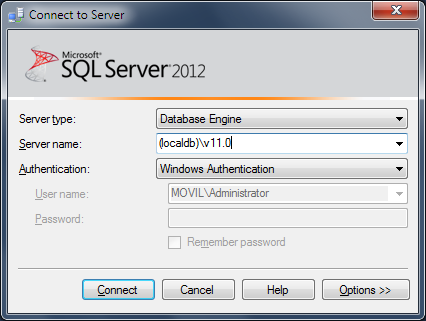 Connect to Server
Microsoft
SQL Server 2012
Server type: Database Engine
Server name: (localdb)\v11.0
Authentication: Windows Authentication
User name: MOVIL\Administrator
Password:
Remember password
Connect Cancel Help Options >>